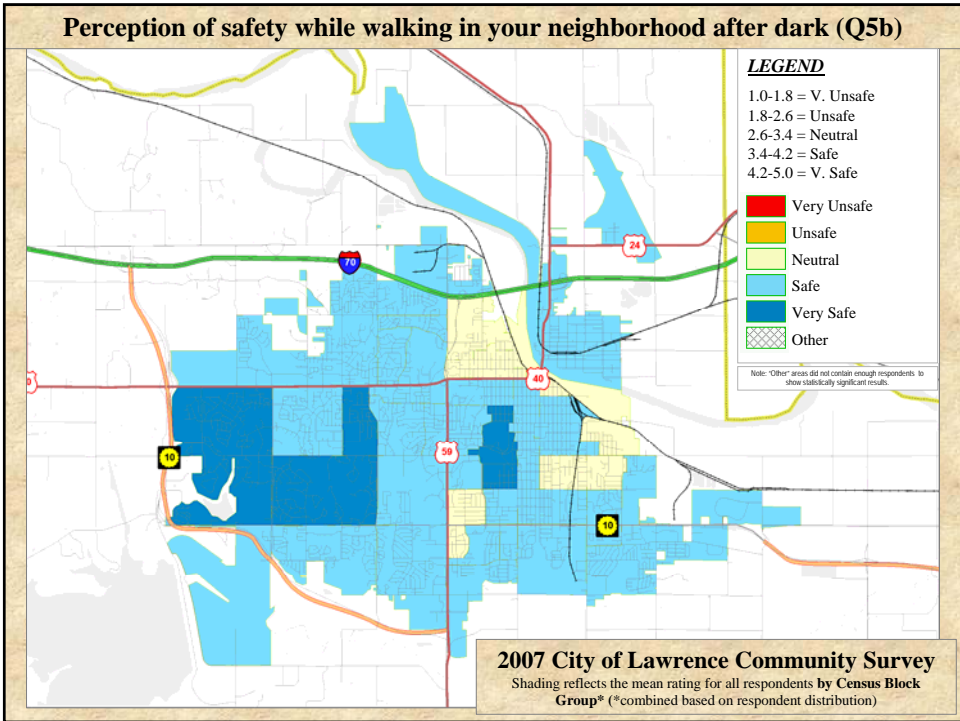 Perception of safety while walking in your neighborhood after dark (Q5b)
LEGEND
1.0-1.8 = V. Unsafe
1.8-2.6 = Unsafe
2.6-3.4 = Neutral
3.4-4.2 = Safe
4.2-5.0 = V. Safe
Very Unsafe
Unsafe
Neutral
Safe
Very Safe
Other
Note: "Other" areas did not contain enough respondents to
show statistically significant results.
24
70
40
59
10
10
2007 City of Lawrence Community Survey
Shading reflects the mean rating for all respondents by Census Block
Group* (*combined based on respondent distribution)